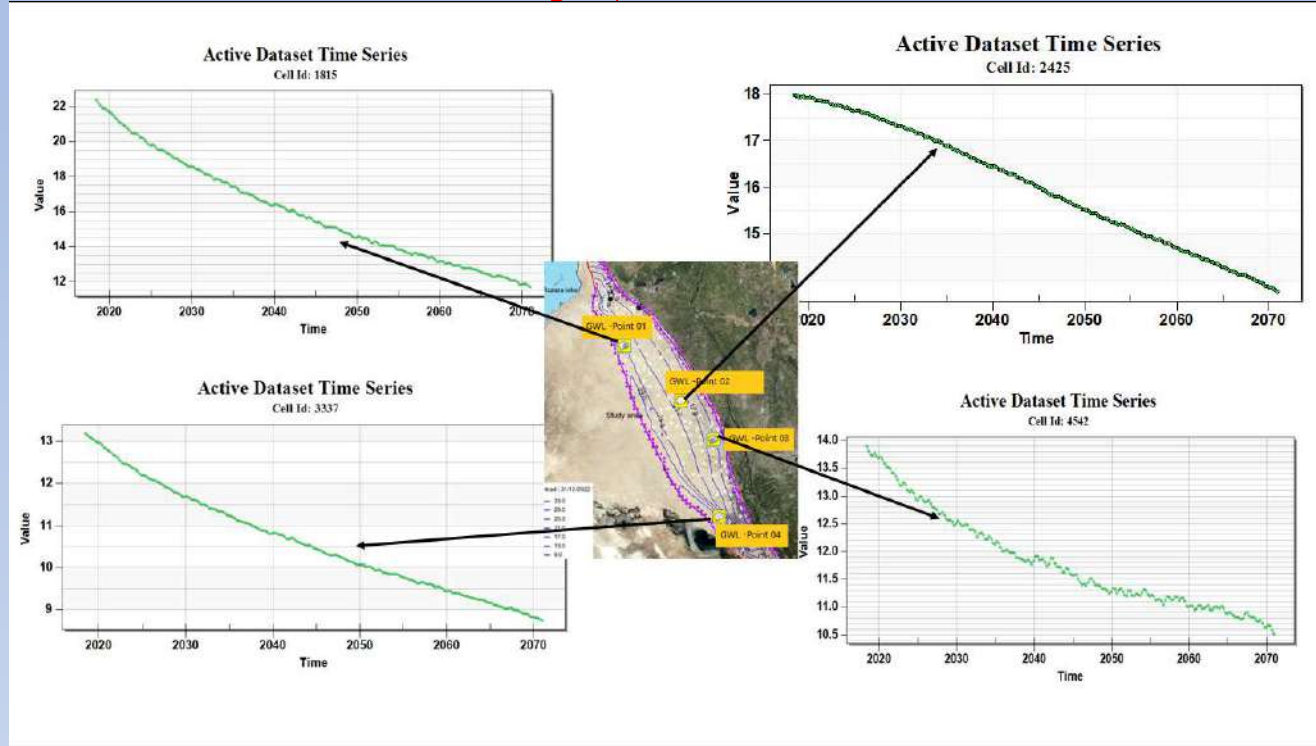 Active Dataset Time Series
Cell Id: 1815
22
20
18
16
14
12
Value
2020
2030
2040
2050
2060
2070
Time
Active Dataset Time Series
Cell Id: 2425
18
17
16
15
Value
020
2030
2040
2050
2060
2070
Time
GWL -Point 01
GWL -Point 02
Study area
GWL -Point 03
GWL -Point 04
Active Dataset Time Series
Cell Id: 3337
13
12
11
10
9
Value
2020
2030
2040
2050
2060
2070
Time
Active Dataset Time Series
Cell Id: 4542
14.0
13.5
13.0
12.5
12.0
11.5
11.0
10.5
Value
2020
2030
2040
2050
2060
2070
Time